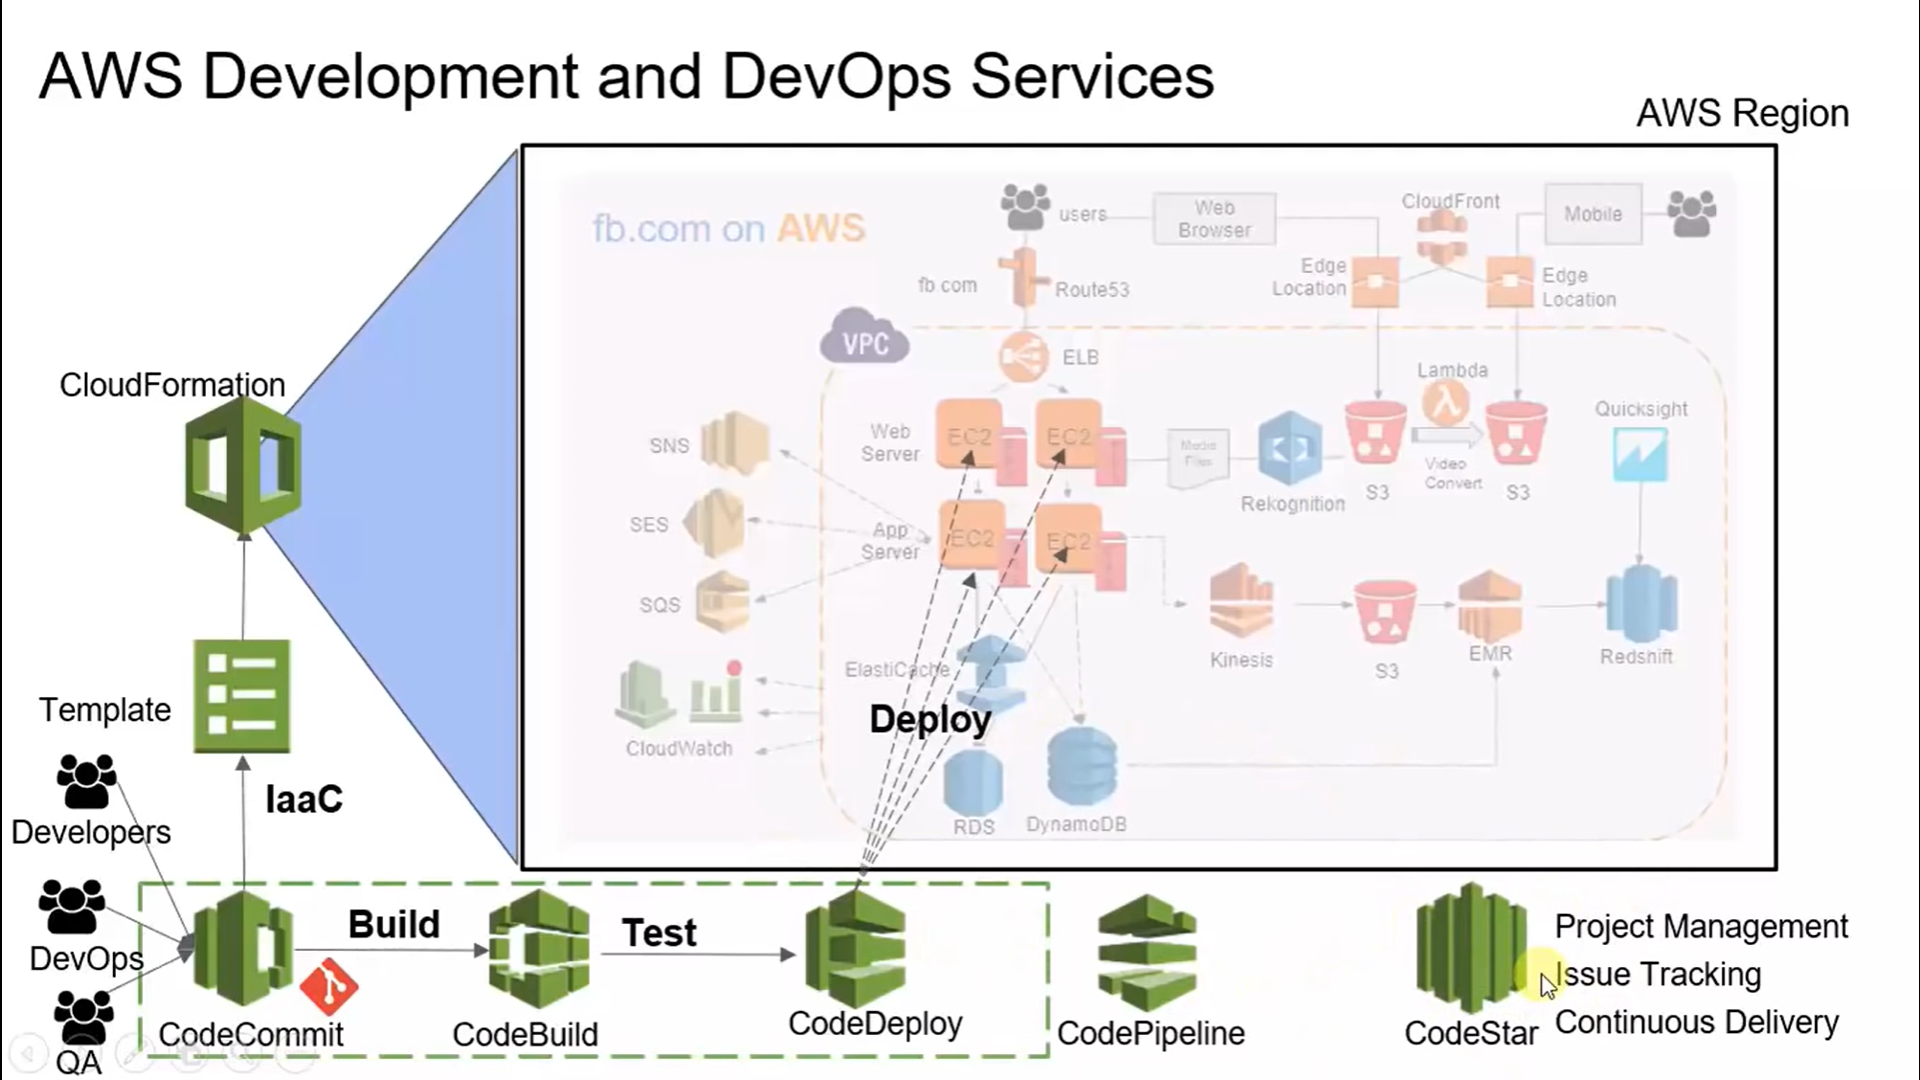 AWS Development and DevOps Services
AWS Region
fb.com on AWS
users
Web
Browser
CloudFront
Mobile
fb.com
Route53
Edge
Location
Edge
Location
VPC
ELB
Lambda
CloudFormation
Quicksight
SNS
Web
Server
EC2
EC2
Media
Files
Rekognition
S3
Video
Convert
S3
SES
App
Server
EC2
EC2
SQS
Kinesis
S3
EMR
Redshift
ElastiCache
Template
Deploy
CloudWatch
RDS
DynamoDB
IaaC
Developers
DevOps
QA
Build
Test
CodeCommit
CodeBuild
CodeDeploy
CodePipeline
CodeStar
Project Management
Issue Tracking
Continuous Delivery